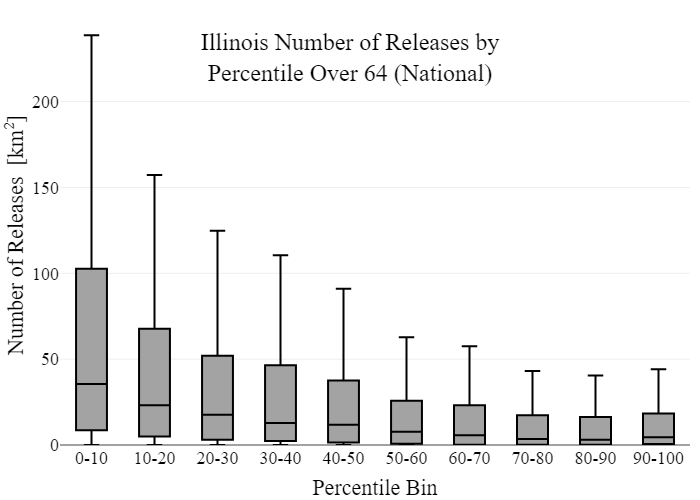 Illinois Number of Releases by
Percentile Over 64 (National)
Number of Releases [km²]
200
150
100
50
0
0-10 10-20 20-30 30-40 40-50 50-60 60-70 70-80 80-90 90-100
Percentile Bin